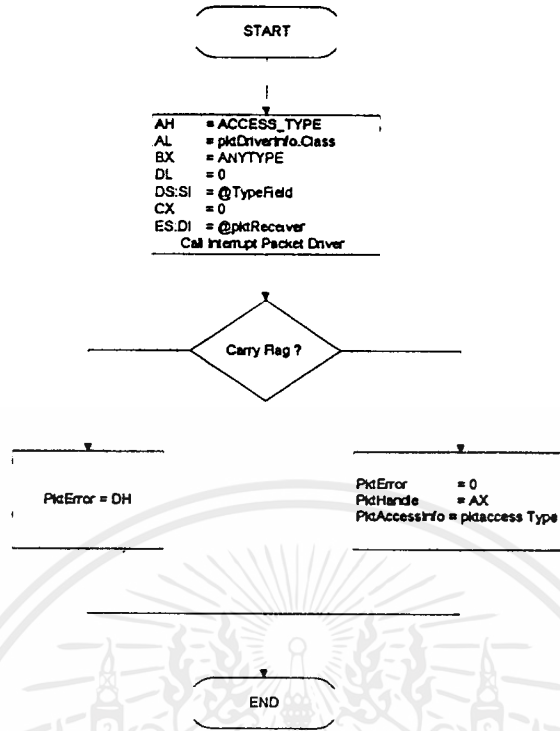 START
AH = ACCESS_TYPE
AL = pktDriverInfo.Class
BX = ANYTYPE
DL = 0
DS:SI = @TypeField
CX = 0
ES:DI = @pktReceiver
Call Interrupt Packet Driver
Carry Flag ?
PktError = DH
PktError = 0
PktHandle = AX
PktAccessInfo = pktaccess Type
END